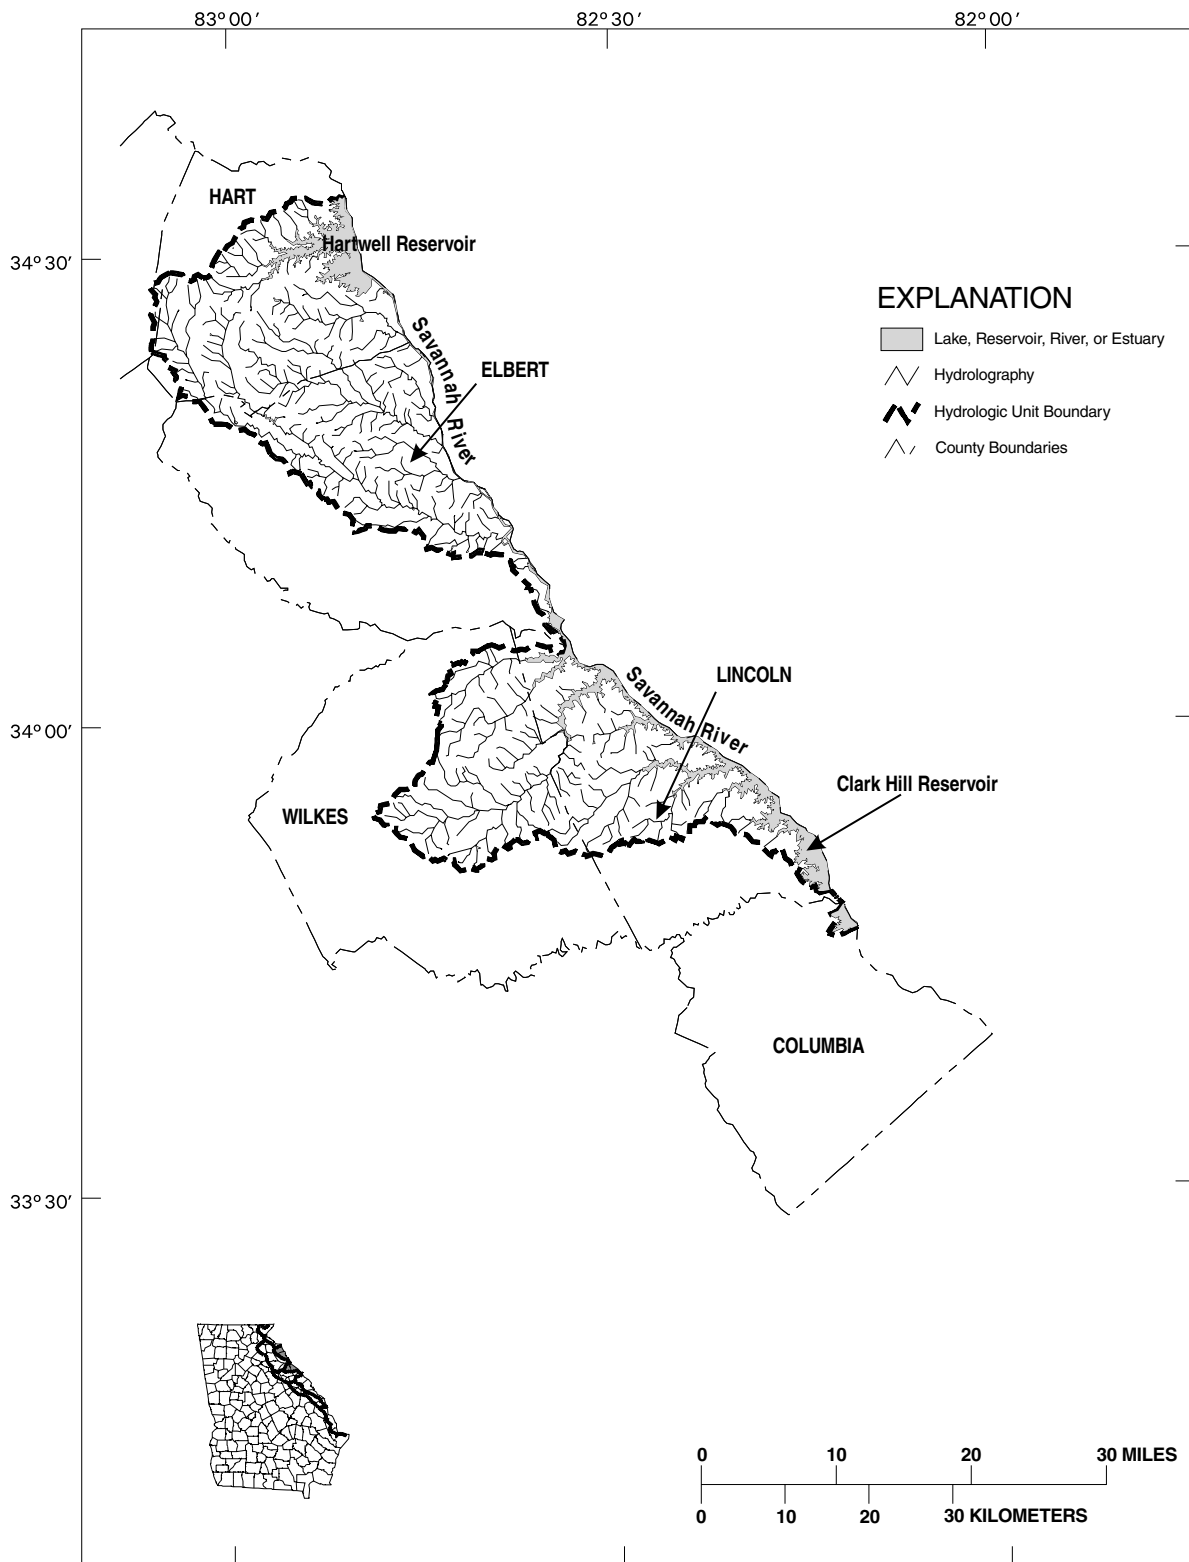 83° 00′
82° 30′
82° 00′
34° 30′
34° 00′
33° 30′
HART
Hartwell Reservoir
Savannah River
ELBERT
EXPLANATION
Lake, Reservoir, River, or Estuary
Hydrolography
Hydrologic Unit Boundary
County Boundaries
LINCOLN
Savannah River
Clark Hill Reservoir
WILKES
COLUMBIA
0 10 20 30 MILES
0 10 20 30 KILOMETERS